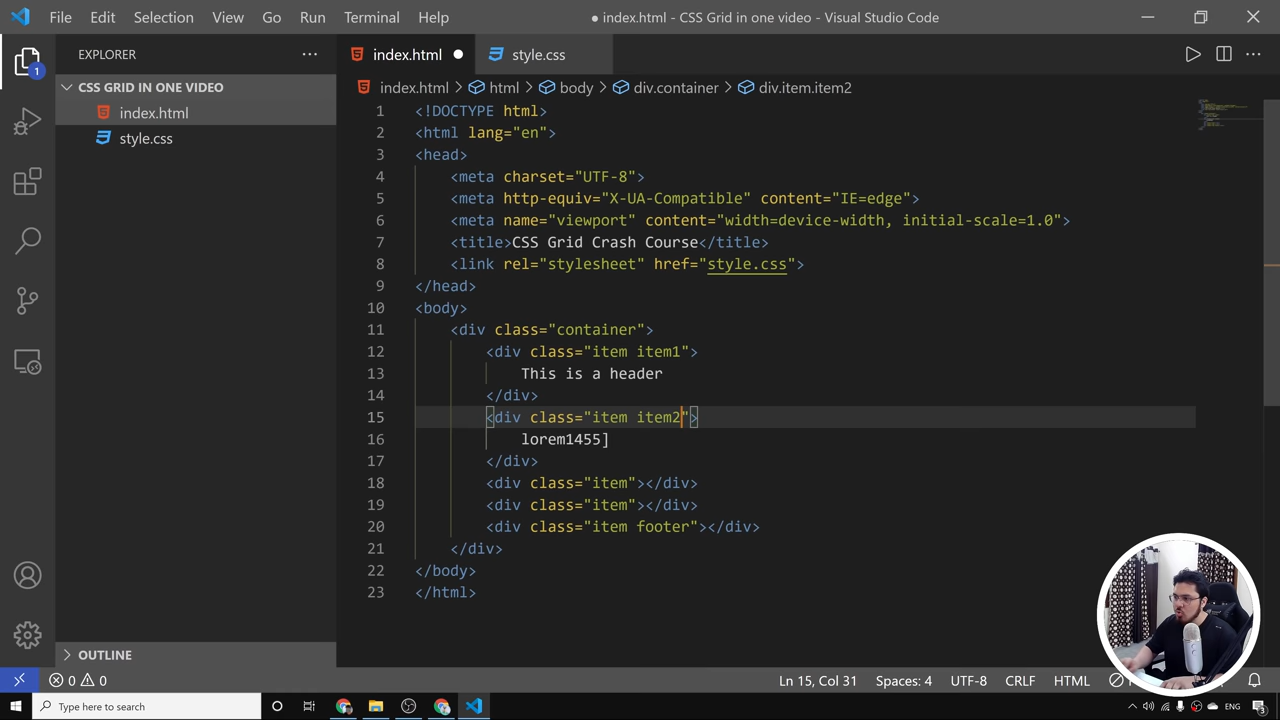 File Edit Selection View Go Run Terminal Help
● index.html - CSS Grid in one video - Visual Studio Code
EXPLORER
1
CSS GRID IN ONE VIDEO
index.html
style.css
OUTLINE
index.html ●
style.css
index.html > html > body > div.container > div.item.item2
1 <!DOCTYPE html>
2 <html lang="en">
3 <head>
4 <meta charset="UTF-8">
5 <meta http-equiv="X-UA-Compatible" content="IE=edge">
6 <meta name="viewport" content="width=device-width, initial-scale=1.0">
7 <title>CSS Grid Crash Course</title>
8 <link rel="stylesheet" href="style.css">
9 </head>
10 <body>
11 <div class="container">
12 <div class="item item1">
13 This is a header
14 </div>
15 <div class="item item2">
16 lorem1455]
17 </div>
18 <div class="item"></div>
19 <div class="item"></div>
20 <div class="item footer"></div>
21 </div>
22 </body>
23 </html>
0 0
Ln 15, Col 31 Spaces: 4 UTF-8 CRLF HTML
Type here to search
ENG
3